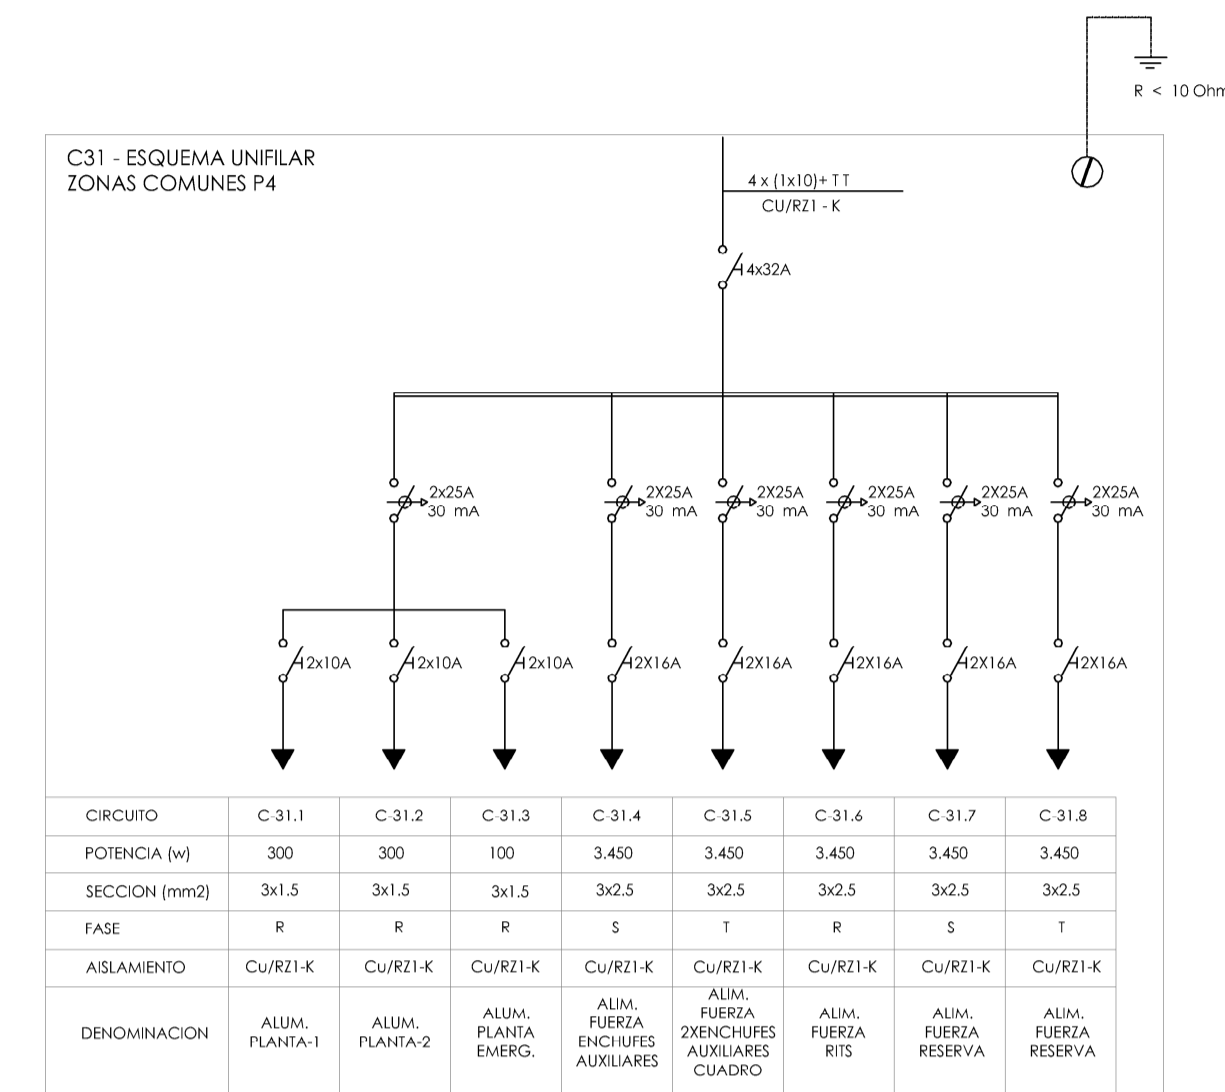 R < 10 Ohm
C31 - ESQUEMA UNIFILAR
ZONAS COMUNES P4
4 x (1x10)+ TT
CU/RZ1 - K
4x32A
2x25A
30 mA
2X25A
30 mA
2X25A
30 mA
2X25A
30 mA
2X25A
30 mA
2X25A
30 mA
2x10A
2x10A
2x10A
2X16A
2X16A
2X16A
2X16A
2X16A
CIRCUITO C-31.1 C-31.2 C-31.3 C-31.4 C-31.5 C-31.6 C-31.7 C-31.8
POTENCIA (w) 300 300 100 3.450 3.450 3.450 3.450 3.450
SECCION (mm2) 3x1.5 3x1.5 3x1.5 3x2.5 3x2.5 3x2.5 3x2.5 3x2.5
FASE R R R S T R S T
AISLAMIENTO Cu/RZ1-K Cu/RZ1-K Cu/RZ1-K Cu/RZ1-K Cu/RZ1-K Cu/RZ1-K Cu/RZ1-K Cu/RZ1-K
DENOMINACION
ALUM.
PLANTA-1
ALUM.
PLANTA-2
ALUM.
PLANTA
EMERG.
ALIM.
FUERZA
ENCHUFES
AUXILIARES
ALIM.
FUERZA
2XENCHUFES
AUXILIARES
CUADRO
ALIM.
FUERZA
RITS
ALIM.
FUERZA
RESERVA
ALIM.
FUERZA
RESERVA